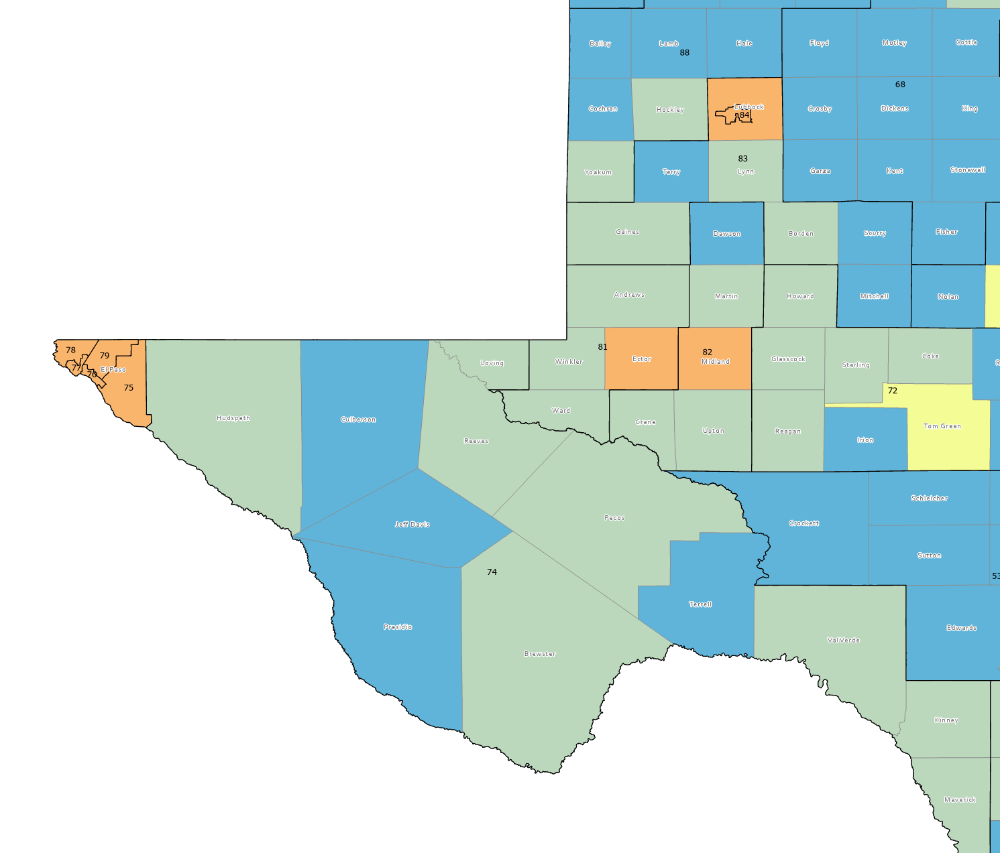 Bailey
Lamb
88
Hale
Floyd
Motley
Cottle
68
Cochran
Hockley
Lubbock
84
Crosby
Dickens
King
83
Yoakum
Terry
Lynn
Garza
Kent
Stonewall
Gaines
Dawson
Borden
Scurry
Fisher
Andrews
Martin
Howard
Mitchell
Nolan
78
79
77
76
El Paso
75
81
82
Loving
Winkler
Ector
Midland
Glasscock
Sterling
Coke
R
72
Hudspeth
Culberson
Reeves
Ward
Crane
Upton
Reagan
Irion
Tom Green
Jeff Davis
Pecos
Crockett
Schleicher
Sutton
53
74
Presidio
Brewster
Terrell
Val Verde
Edwards
Kinney
Maverick